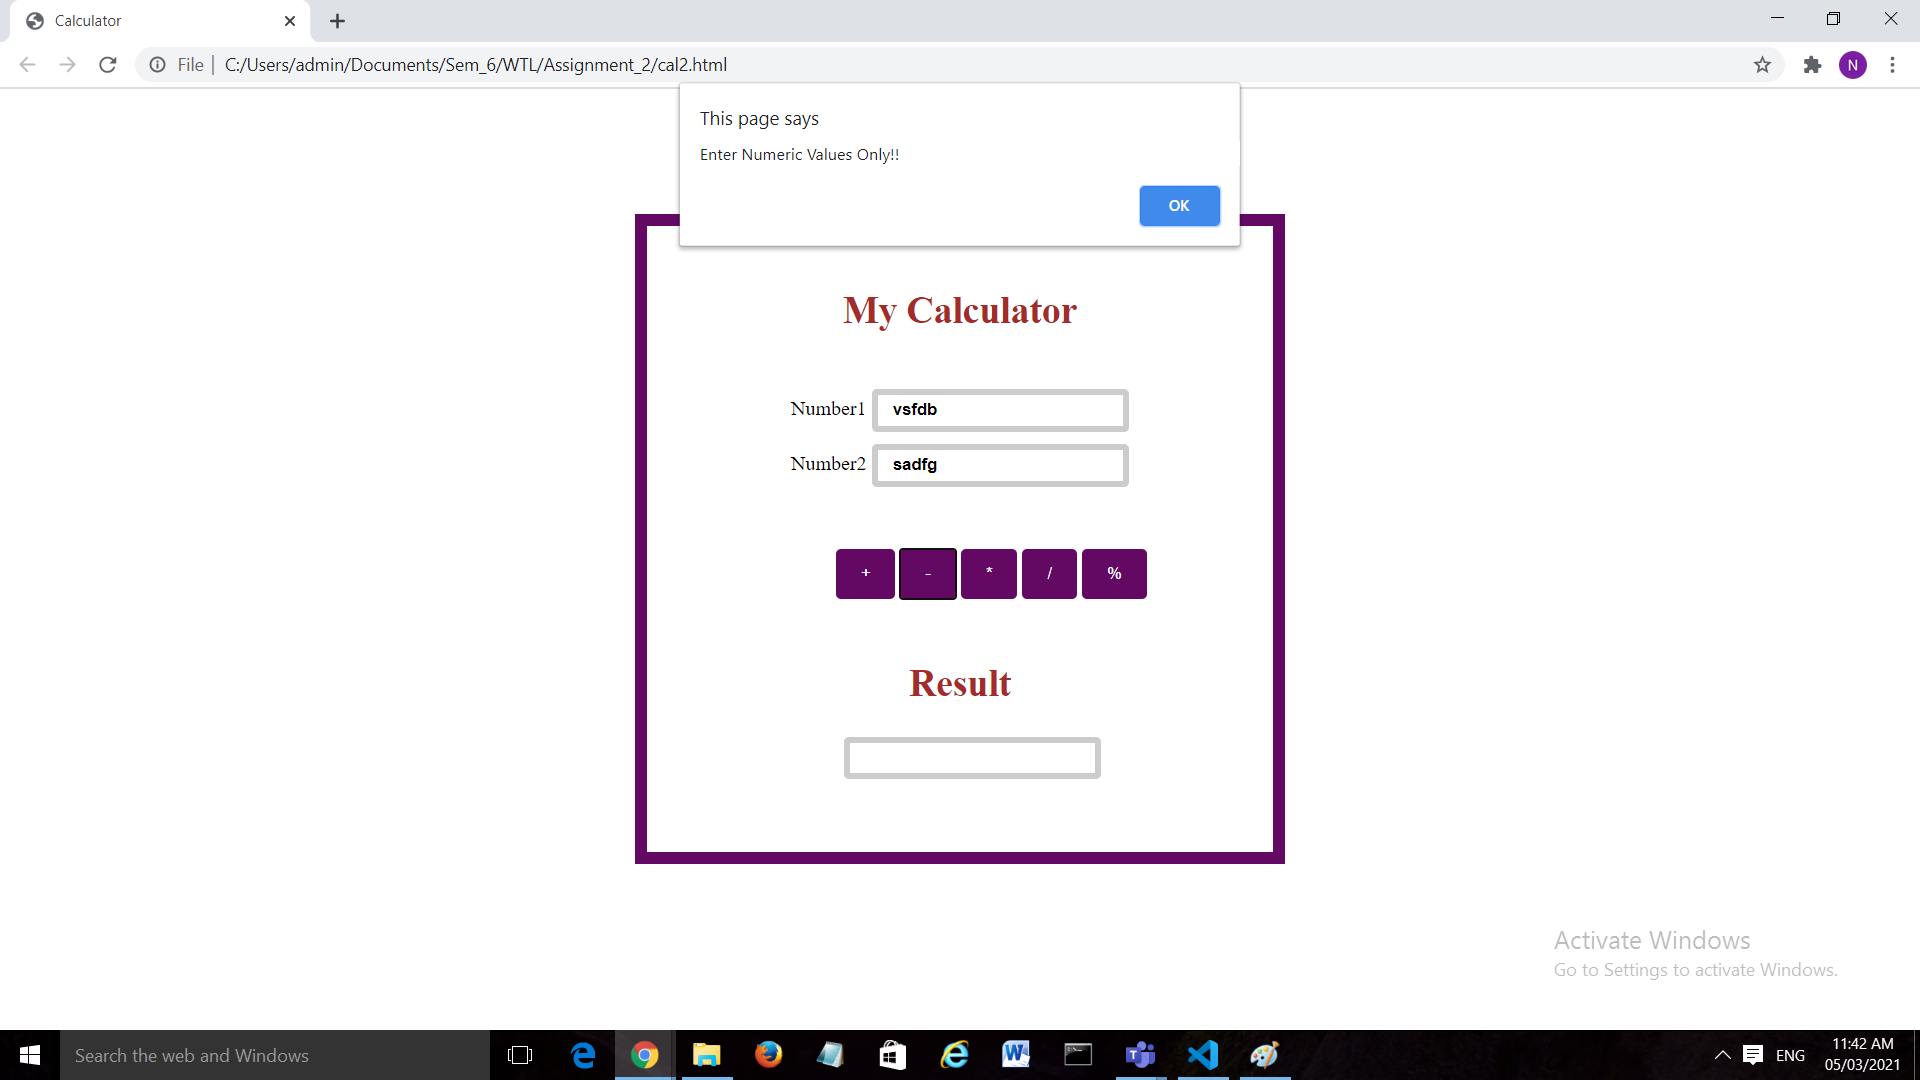 Calculator
File
C:/Users/admin/Documents/Sem_6/WTL/Assignment_2/cal2.html
N
This page says
Enter Numeric Values Only!!
OK
My Calculator
Number1 vsfdb
Number2 sadfg
+ - * / %
Result
Activate Windows
Go to Settings to activate Windows.
Search the web and Windows
ENG
11:42 AM
05/03/2021